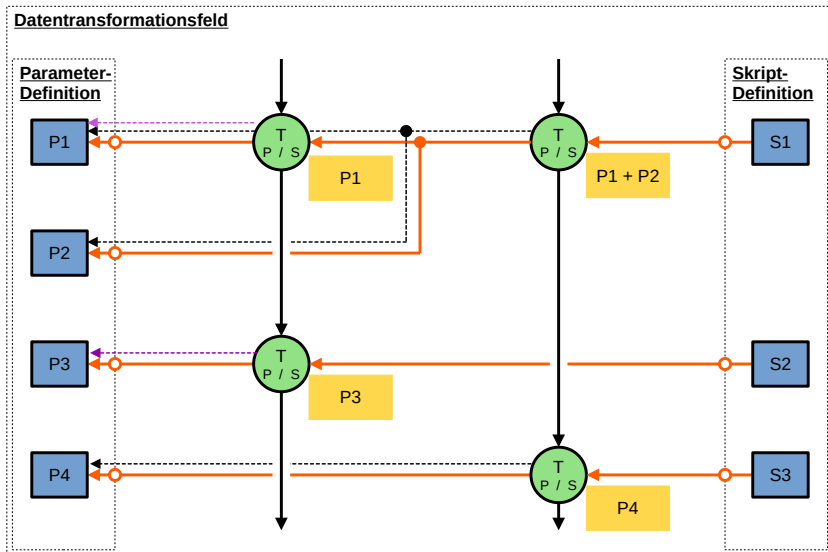 Datentransformationsfeld
Parameter-
Definition
Skript-
Definition
P1
T
P / S
P1
T
P / S
P1 + P2
S1
P2
P3
T
P / S
P3
S2
P4
T
P / S
P4
S3